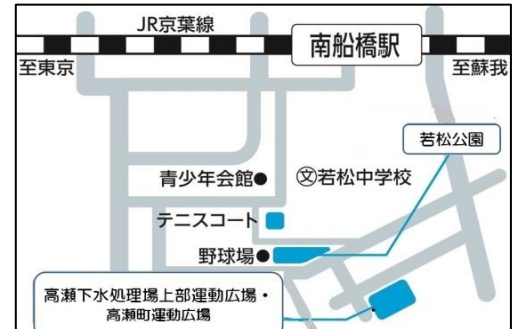 JR京葉線
南船橋駅
至東京
至蘇我
若松公園
青少年会館●
㊊若松中学校
テニスコート
野球場●
高瀬下水処理場上部運動広場・
高瀬町運動広場